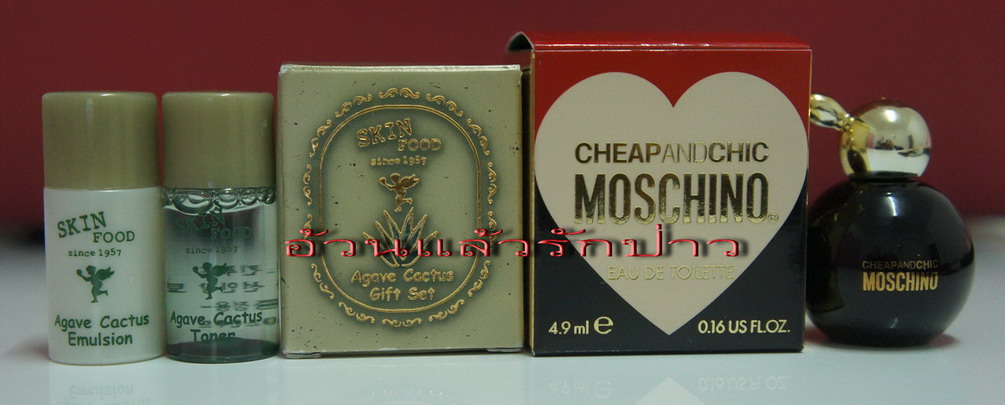 SKIN
FOOD
since 1957
Agave Cactus
Emulsion
SKIN
FOOD
since 1957
Agave Cactus
Toner
SKIN
FOOD
since 1957
Agave Cactus
Gift Set
CHEAPANDCHIC
MOSCHINO®
EAU DE TOILETTE
4.9 ml e
0.16 US FL.OZ.
CHEAPANDCHIC
MOSCHINO
อ้วนแล้วรักป่าว